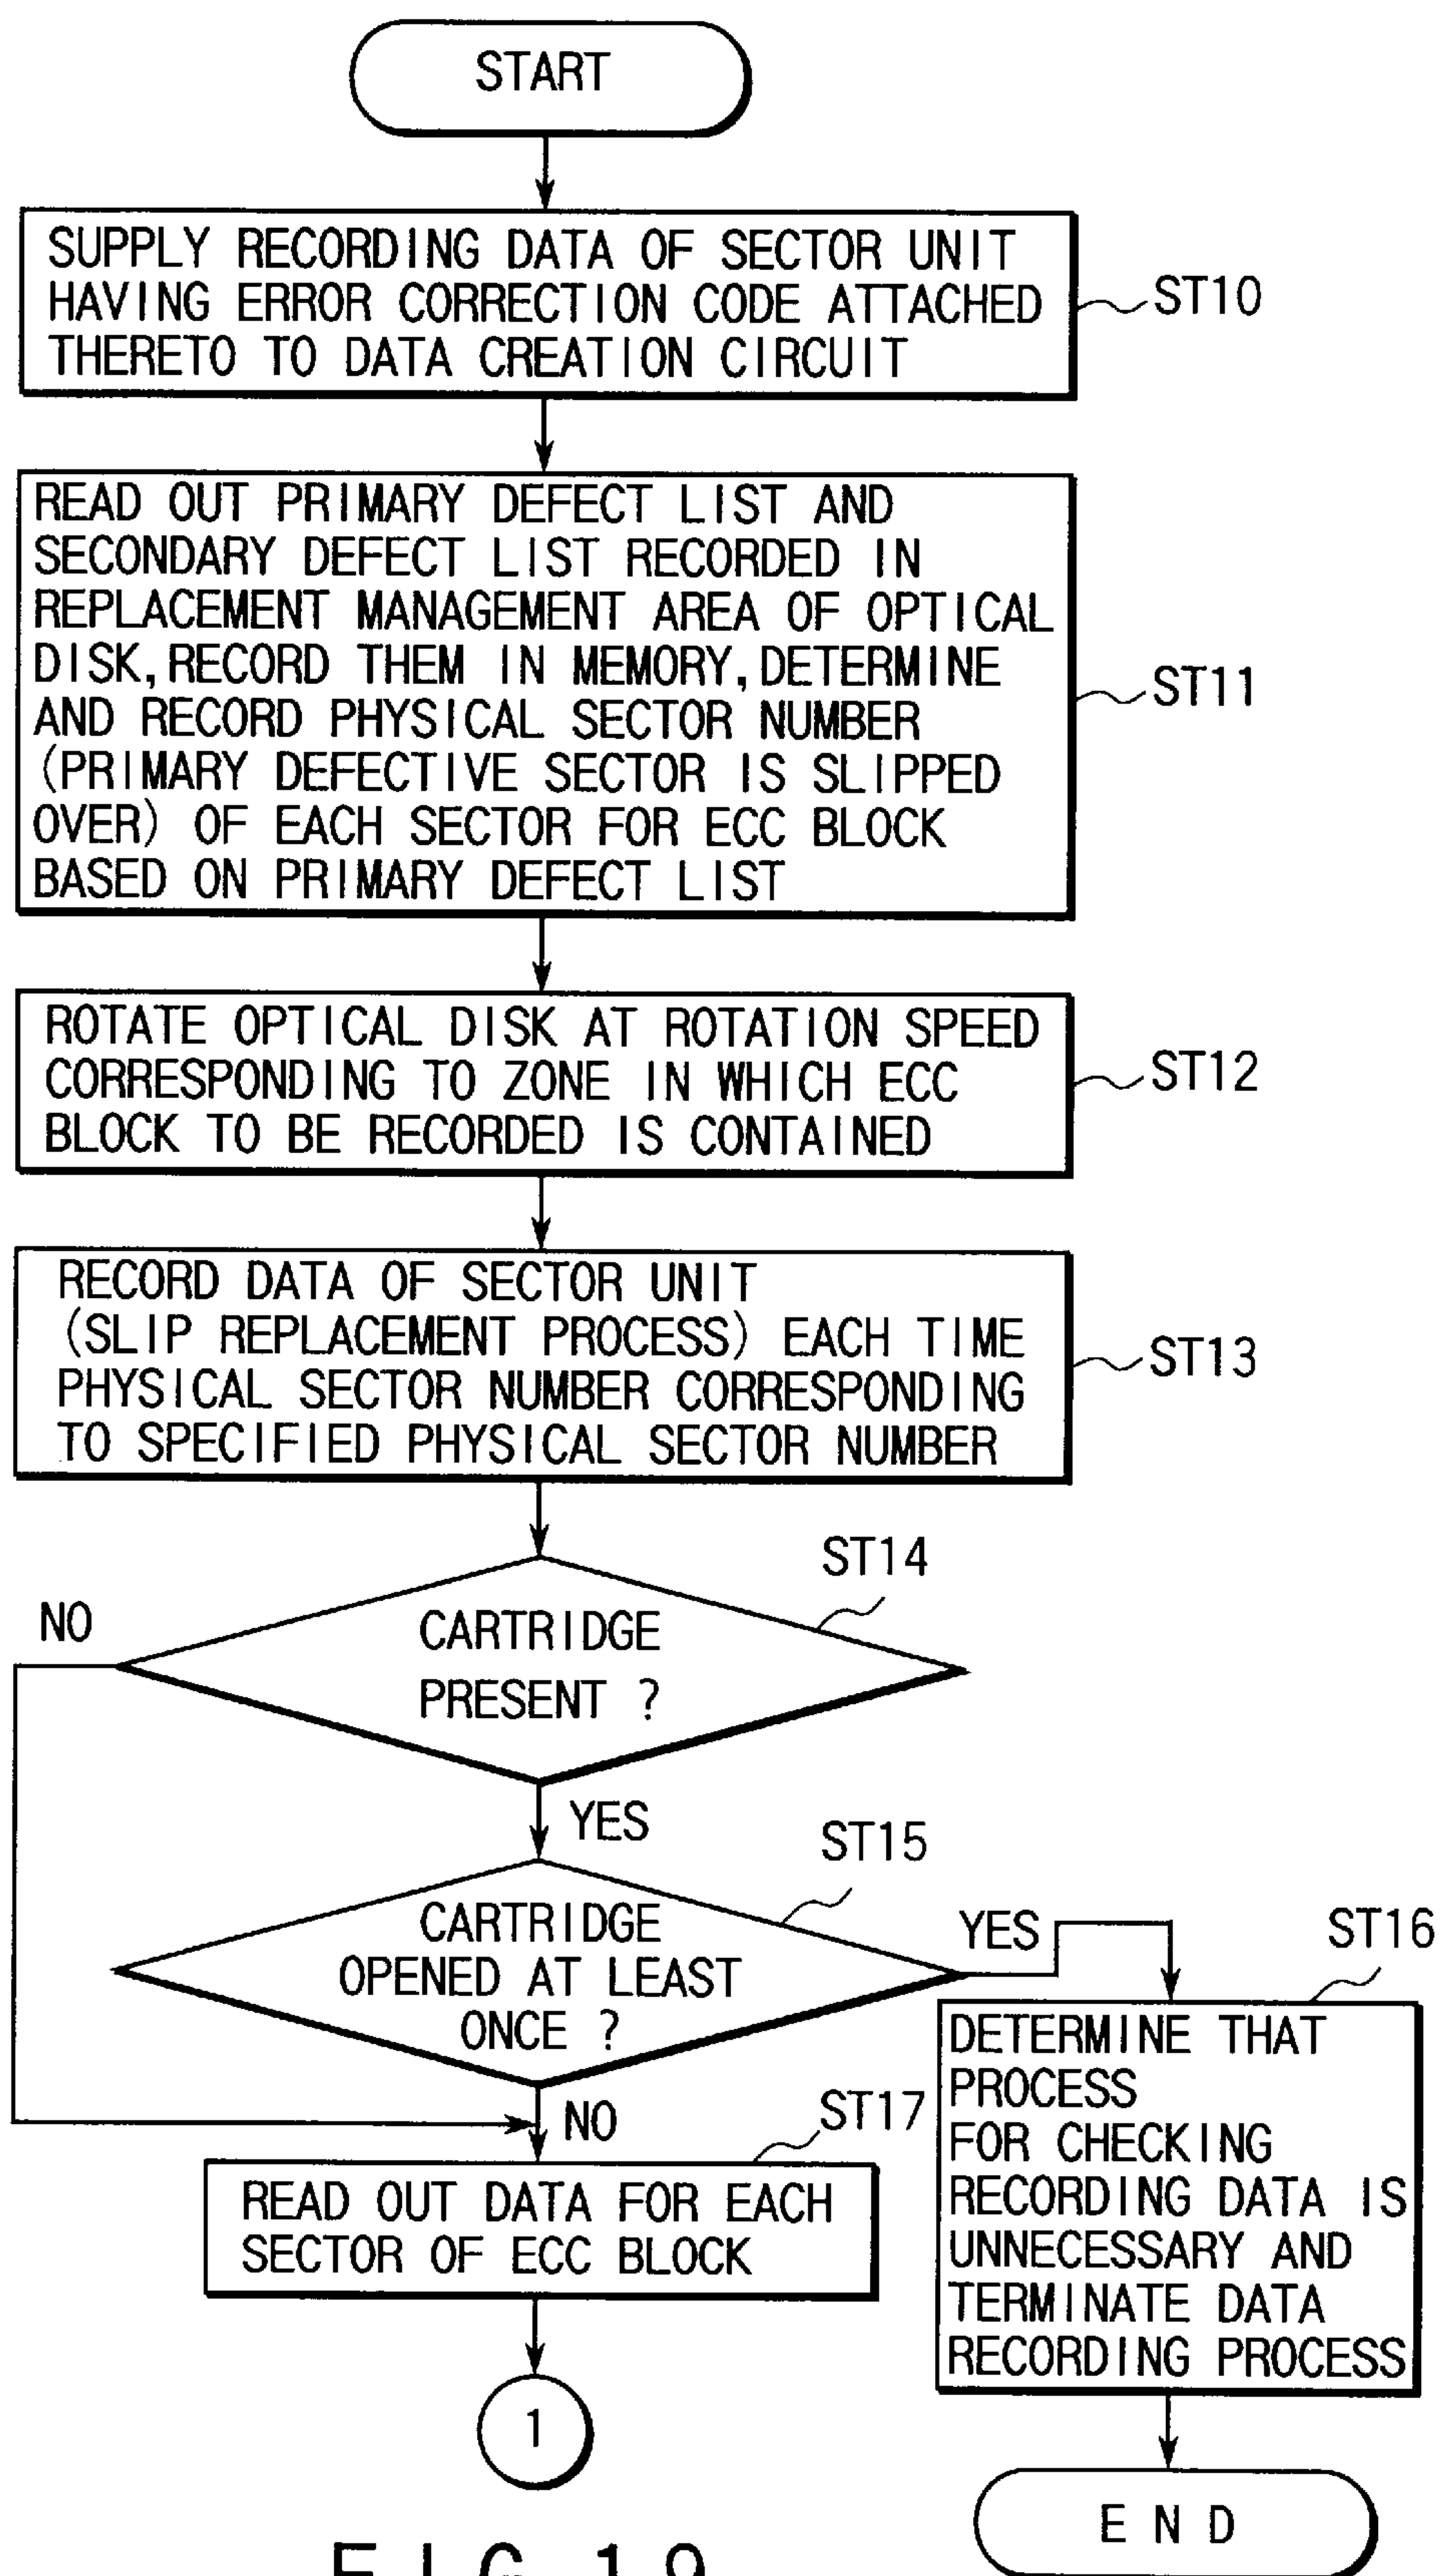 START
SUPPLY RECORDING DATA OF SECTOR UNIT
HAVING ERROR CORRECTION CODE ATTACHED
THERETO TO DATA CREATION CIRCUIT
ST10
READ OUT PRIMARY DEFECT LIST AND
SECONDARY DEFECT LIST RECORDED IN
REPLACEMENT MANAGEMENT AREA OF OPTICAL
DISK, RECORD THEM IN MEMORY, DETERMINE
AND RECORD PHYSICAL SECTOR NUMBER
(PRIMARY DEFECTIVE SECTOR IS SLIPPED
OVER) OF EACH SECTOR FOR ECC BLOCK
BASED ON PRIMARY DEFECT LIST
ST11
ROTATE OPTICAL DISK AT ROTATION SPEED
CORRESPONDING TO ZONE IN WHICH ECC
BLOCK TO BE RECORDED IS CONTAINED
ST12
RECORD DATA OF SECTOR UNIT
(SLIP REPLACEMENT PROCESS) EACH TIME
PHYSICAL SECTOR NUMBER CORRESPONDING
TO SPECIFIED PHYSICAL SECTOR NUMBER
ST13
ST14
NO
CARTRIDGE
PRESENT ?
YES
ST15
CARTRIDGE
OPENED AT LEAST
ONCE ?
YES
ST16
DETERMINE THAT
PROCESS
FOR CHECKING
RECORDING DATA IS
UNNECESSARY AND
TERMINATE DATA
RECORDING PROCESS
NO
ST17
READ OUT DATA FOR EACH
SECTOR OF ECC BLOCK
1
END
FIG.19